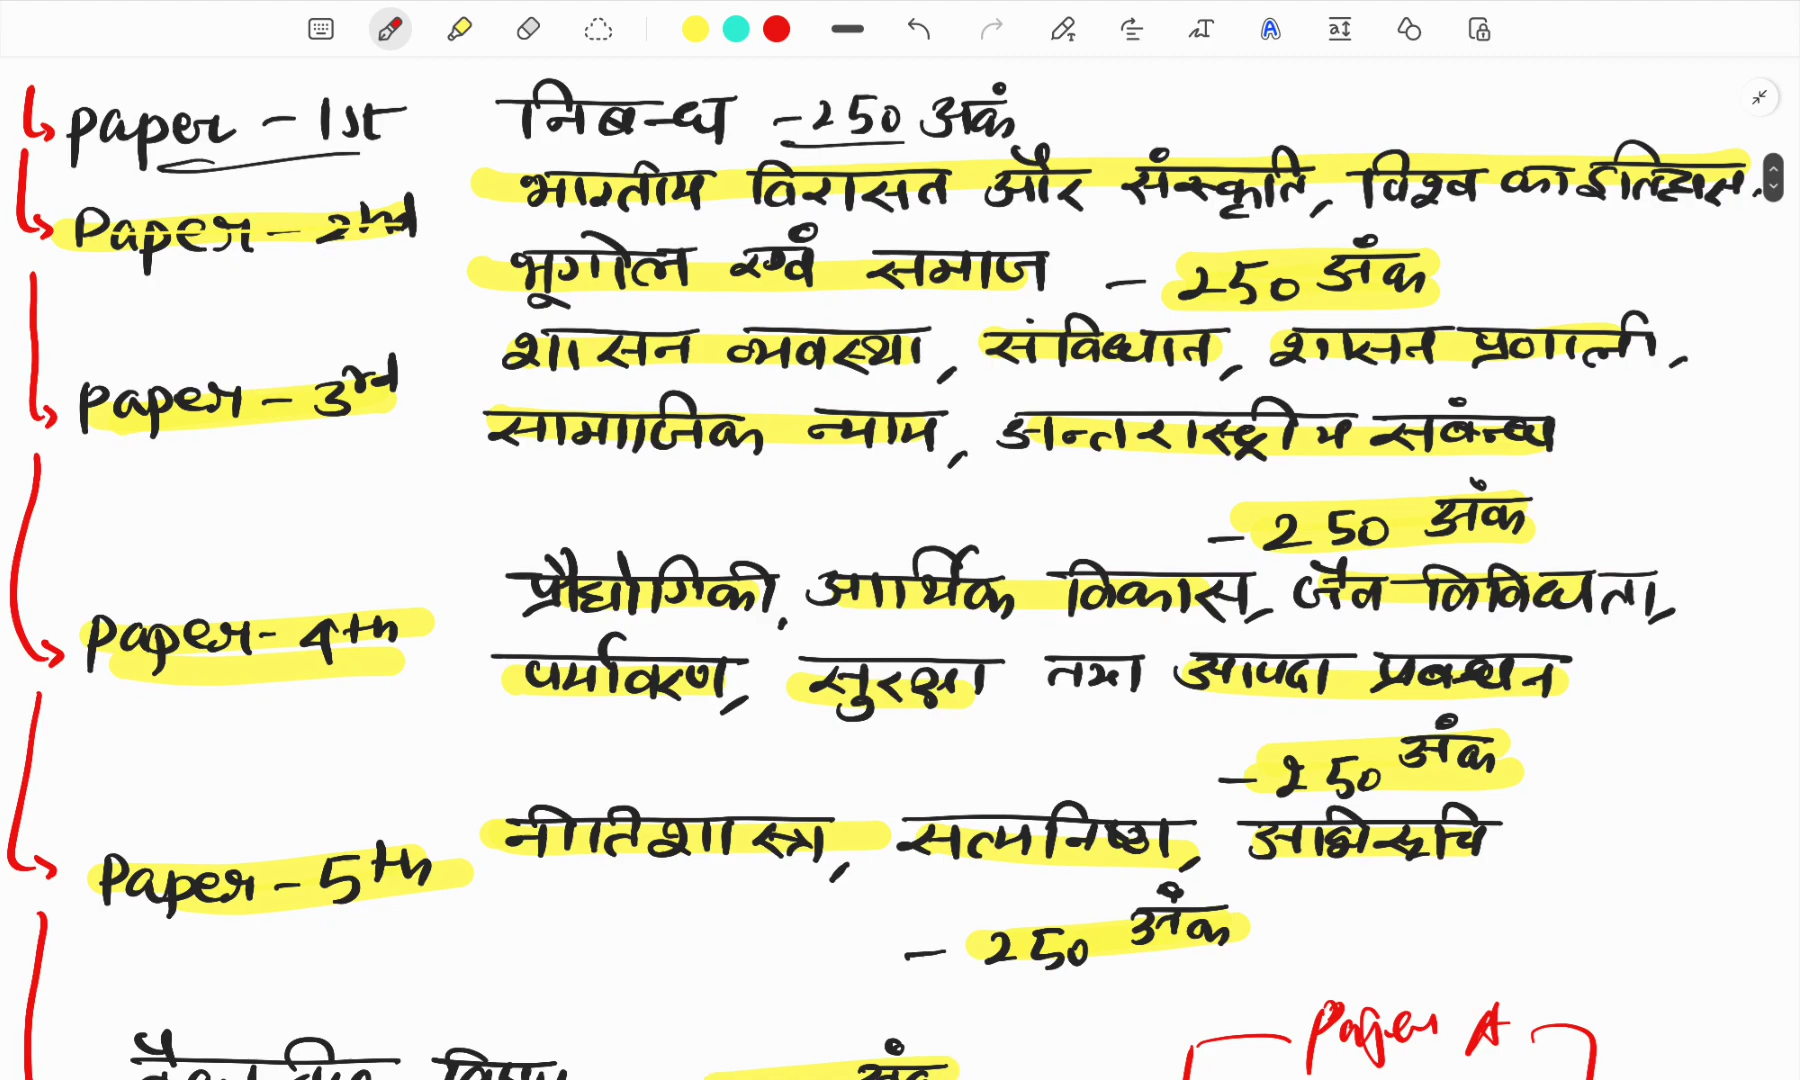 paper - 1st निबन्ध - 250 अंक
Paper - 2nd भारतीय विरासत और संस्कृति, विश्व का इतिहास,
भूगोल एवं समाज - 250 अंक
paper - 3rd शासन व्यवस्था, संविधान, शासन प्रणाली,
सामाजिक न्याय, अन्तरास्ट्रीय संबन्ध
- 250 अंक
paper - 4th प्रौद्योगिकी, आर्थिक विकास, जैव विविधता,
पर्यावरण, सुरक्षा तथा आपदा प्रबन्धन
- 250 अंक
Paper - 5th नीतिशास्त्र, सत्यनिष्ठा, अभिरूचि
- 250 अंक
Paper A
वैकल्पिक विषय अंक